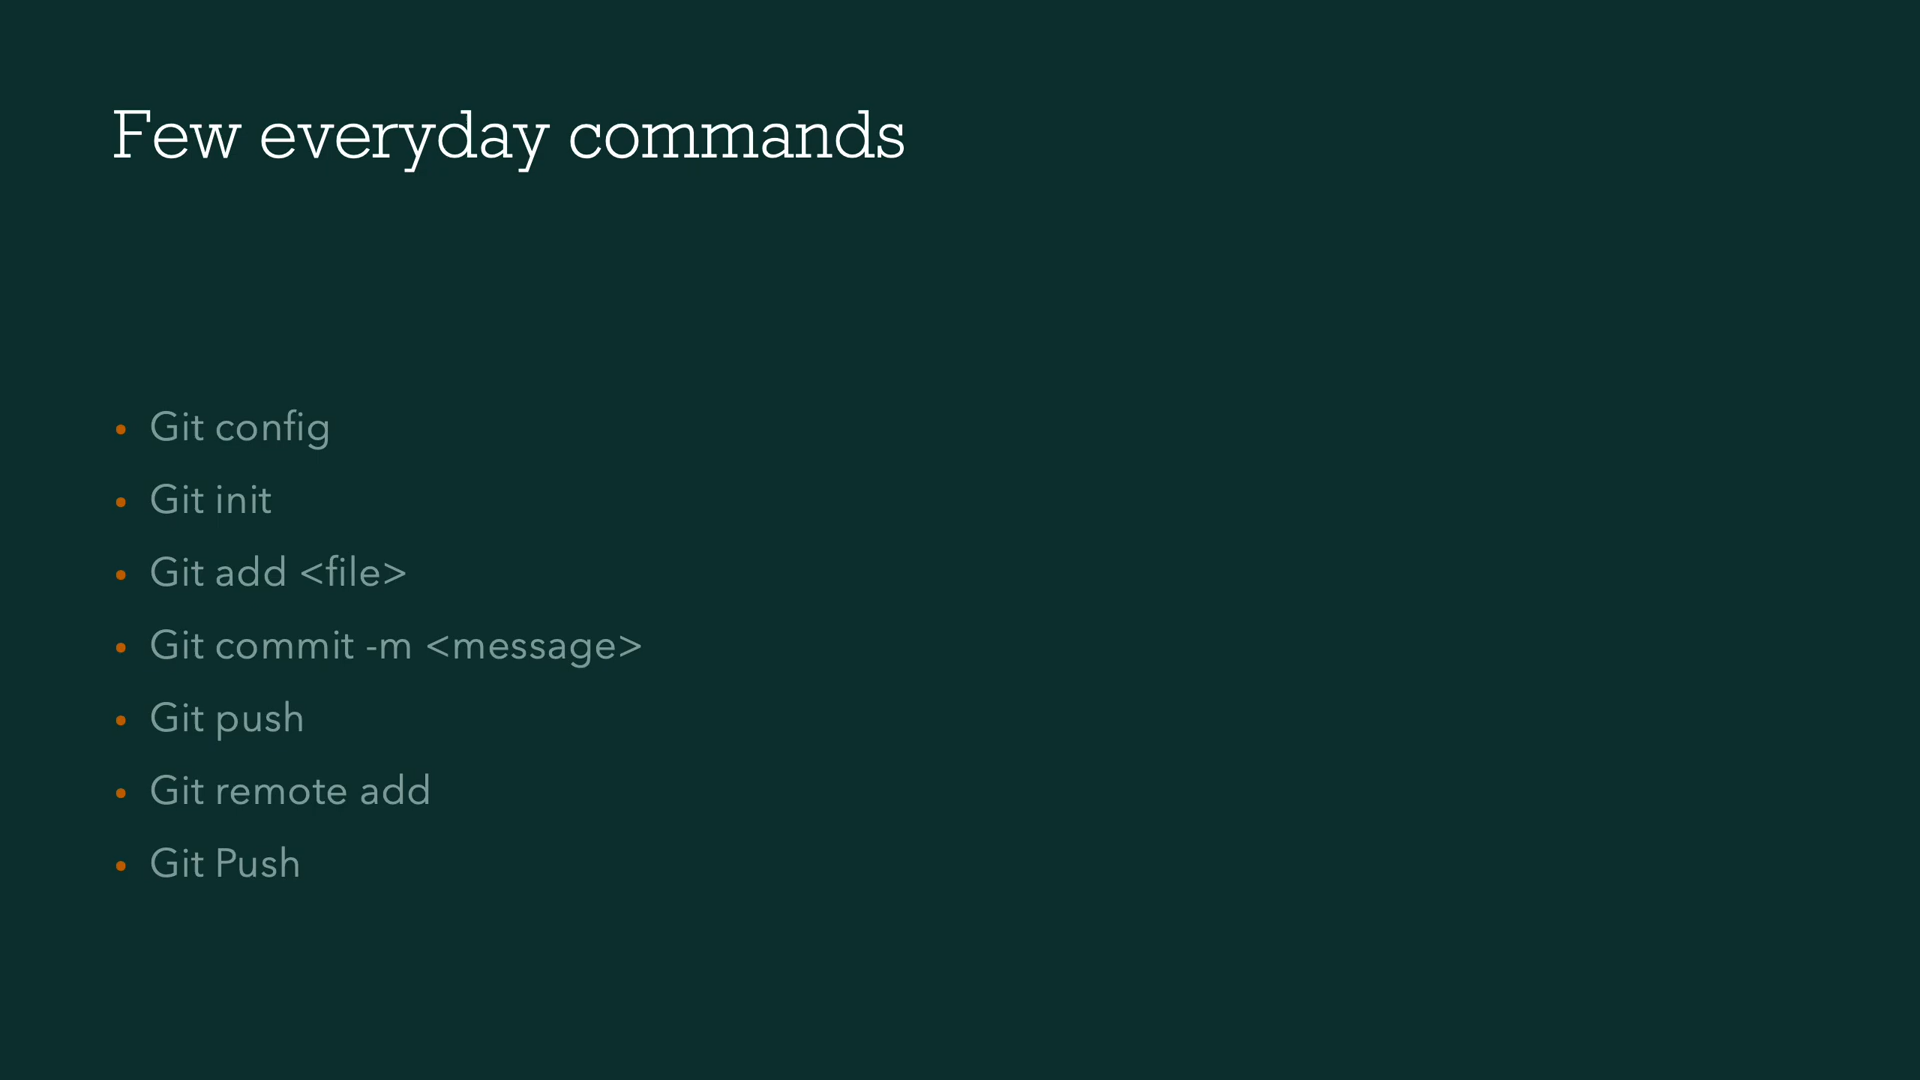 Few everyday commands
• Git config
• Git init
• Git add <file>
• Git commit -m <message>
• Git push
• Git remote add
• Git Push